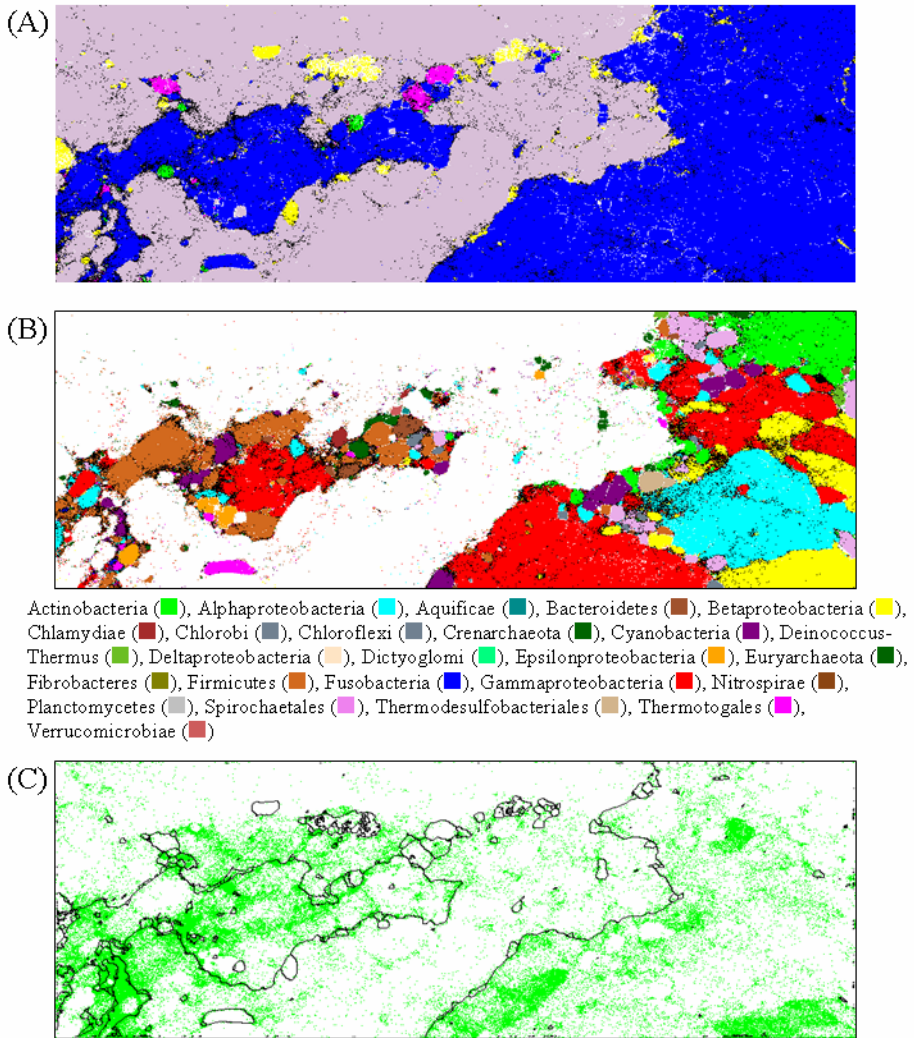 (A)
(B)
Actinobacteria (), Alphaproteobacteria (), Aquificae (), Bacteroidetes (), Betaproteobacteria (),
Chlamydiae (), Chlorobi (), Chloroflexi (), Crenarchaeota (), Cyanobacteria (), Deinococcus-
Thermus (), Deltaproteobacteria (), Dictyoglomi (), Epsilonproteobacteria (), Euryarchaeota (),
Fibrobacteres (), Firmicutes (), Fusobacteria (), Gammaproteobacteria (), Nitrospirae (),
Planctomycetes (), Spirochaetales (), Thermodesulfobacteriales (), Thermotogales (),
Verrucomicrobiae ()
(C)